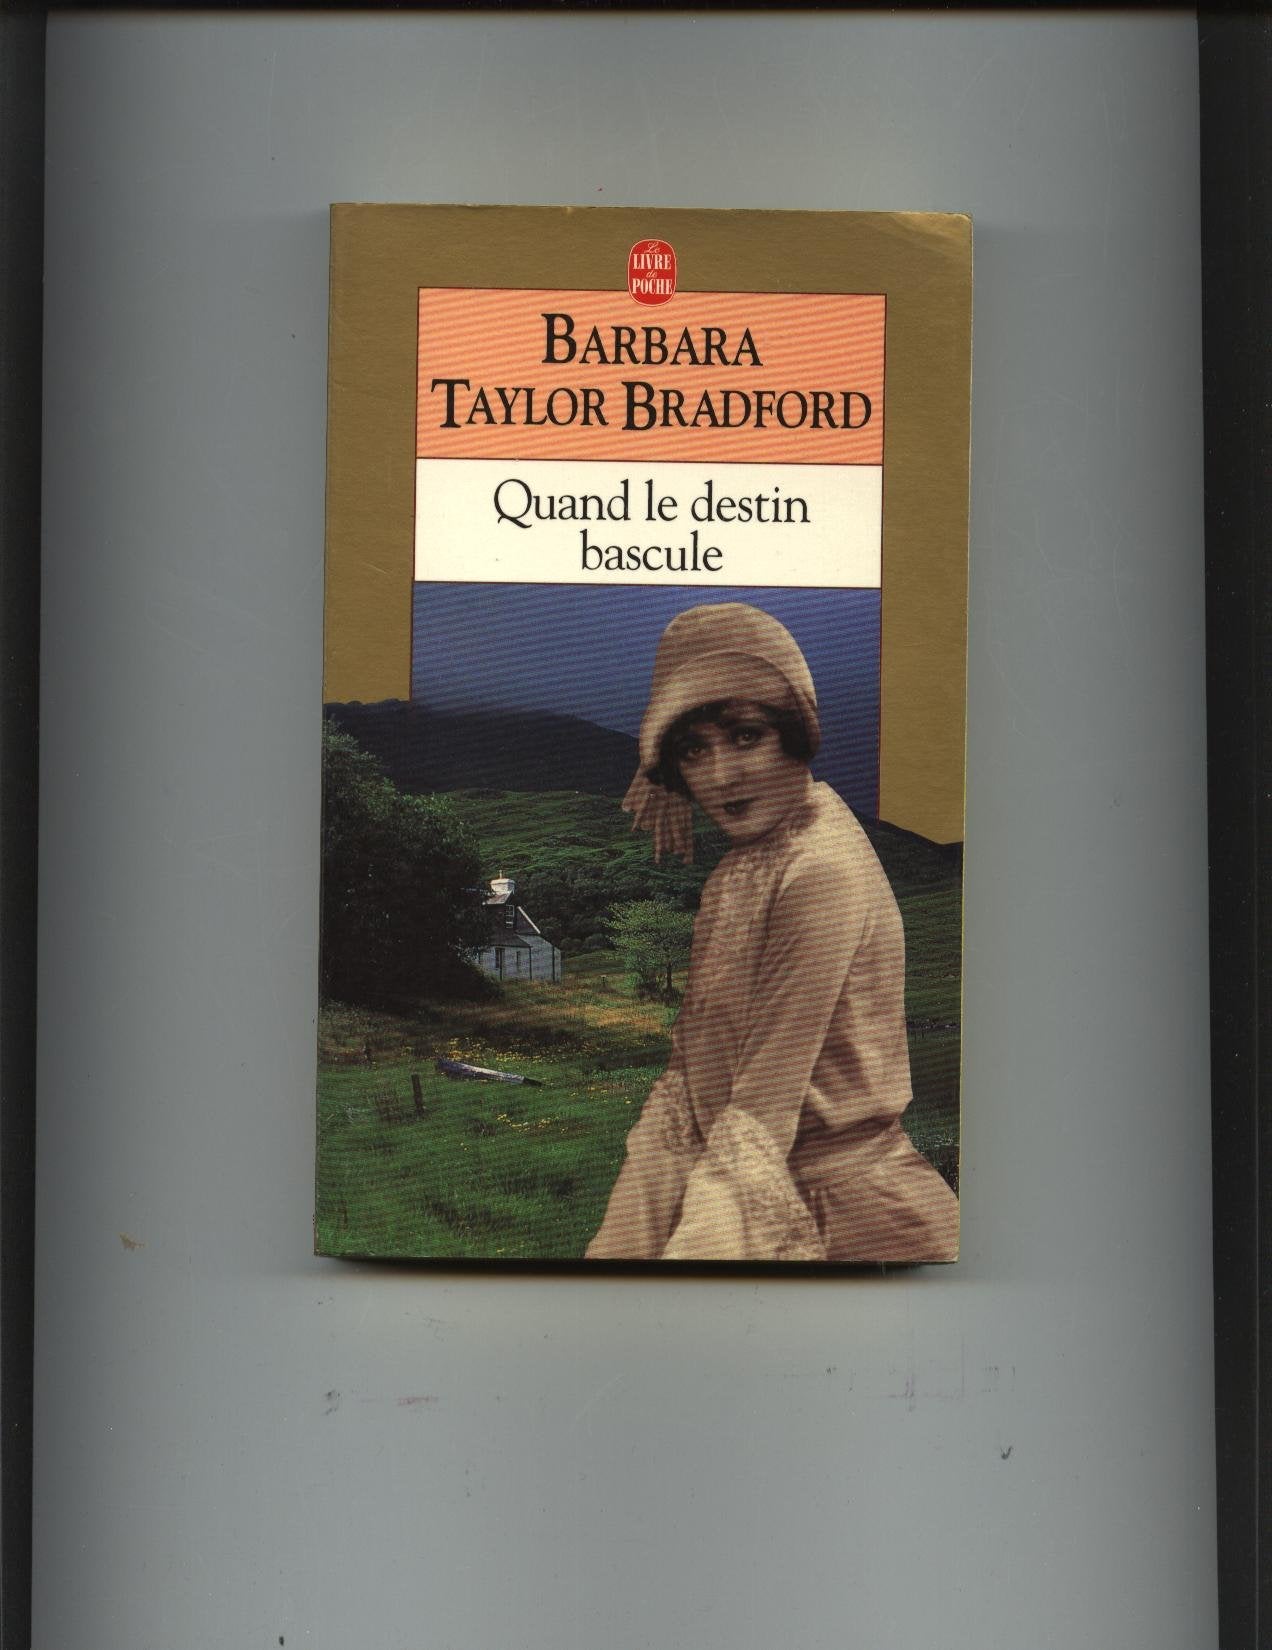 Le
LIVRE
de
POCHE
BARBARA
TAYLOR BRADFORD
Quand le destin
bascule